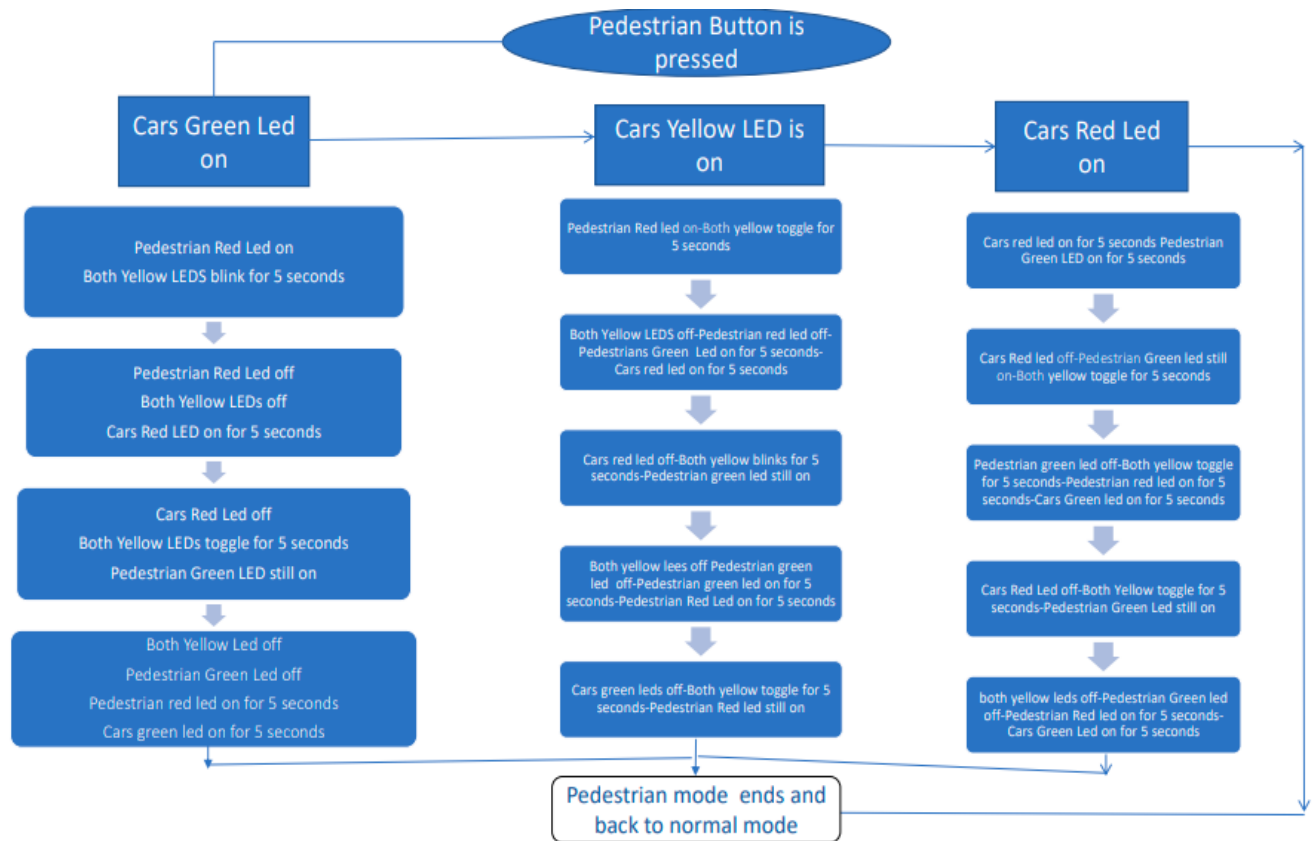 Pedestrian Button is
pressed
Cars Green Led
on
Cars Yellow LED is
on
Cars Red Led
on
Pedestrian Red Led on
Both Yellow LEDS blink for 5 seconds
Pedestrian Red Led off
Both Yellow LEDs off
Cars Red LED on for 5 seconds
Cars Red Led off
Both Yellow LEDs toggle for 5 seconds
Pedestrian Green LED still on
Both Yellow Led off
Pedestrian Green Led off
Pedestrian red led on for 5 seconds
Cars green led on for 5 seconds
Pedestrian Red led on-Both yellow toggle for
5 seconds
Both Yellow LEDS off-Pedestrian red led off-
Pedestrians Green Led on for 5 seconds-
Cars red led on for 5 seconds
Cars red led off-Both yellow blinks for 5
seconds-Pedestrian green led still on
Both yellow lees off Pedestrian green
led off-Pedestrian green led on for 5
seconds-Pedestrian Red Led on for 5 seconds
Cars green leds off-Both yellow toggle for 5
seconds-Pedestrian Red led still on
Cars red led on for 5 seconds Pedestrian
Green LED on for 5 seconds
Cars Red led off-Pedestrian Green led still
on-Both yellow toggle for 5 seconds
Pedestrian green led off-Both yellow toggle
for 5 seconds-Pedestrian red led on for 5
seconds-Cars Green led on for 5 seconds
Cars Red Led off-Both Yellow toggle for 5
seconds-Pedestrian Green Led still on
both yellow leds off-Pedestrian Green led
off-Pedestrian Red led on for 5 seconds-
Cars Green Led on for 5 seconds
Pedestrian mode ends and
back to normal mode